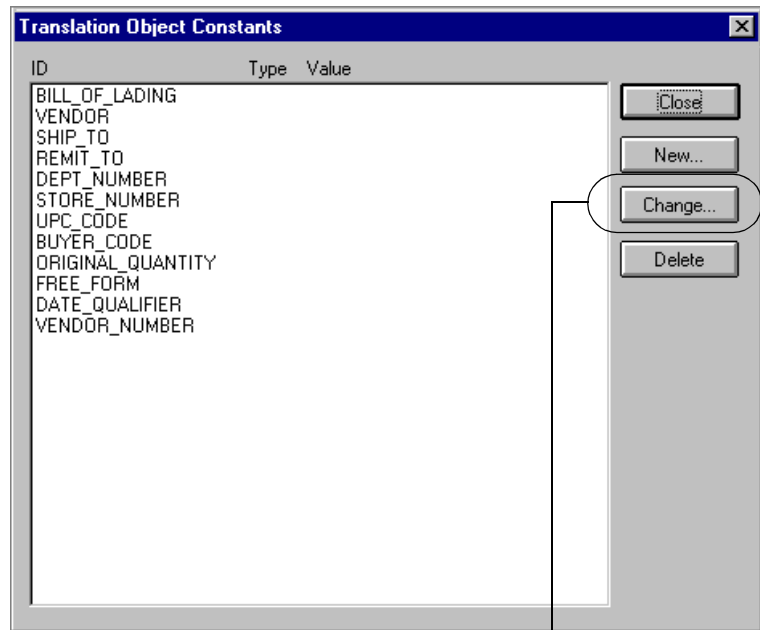 Translation Object Constants
ID Type Value
BILL_OF_LADING
VENDOR
SHIP_TO
REMIT_TO
DEPT_NUMBER
STORE_NUMBER
UPC_CODE
BUYER_CODE
ORIGINAL_QUANTITY
FREE_FORM
DATE_QUALIFIER
VENDOR_NUMBER
Close
New...
Change...
Delete